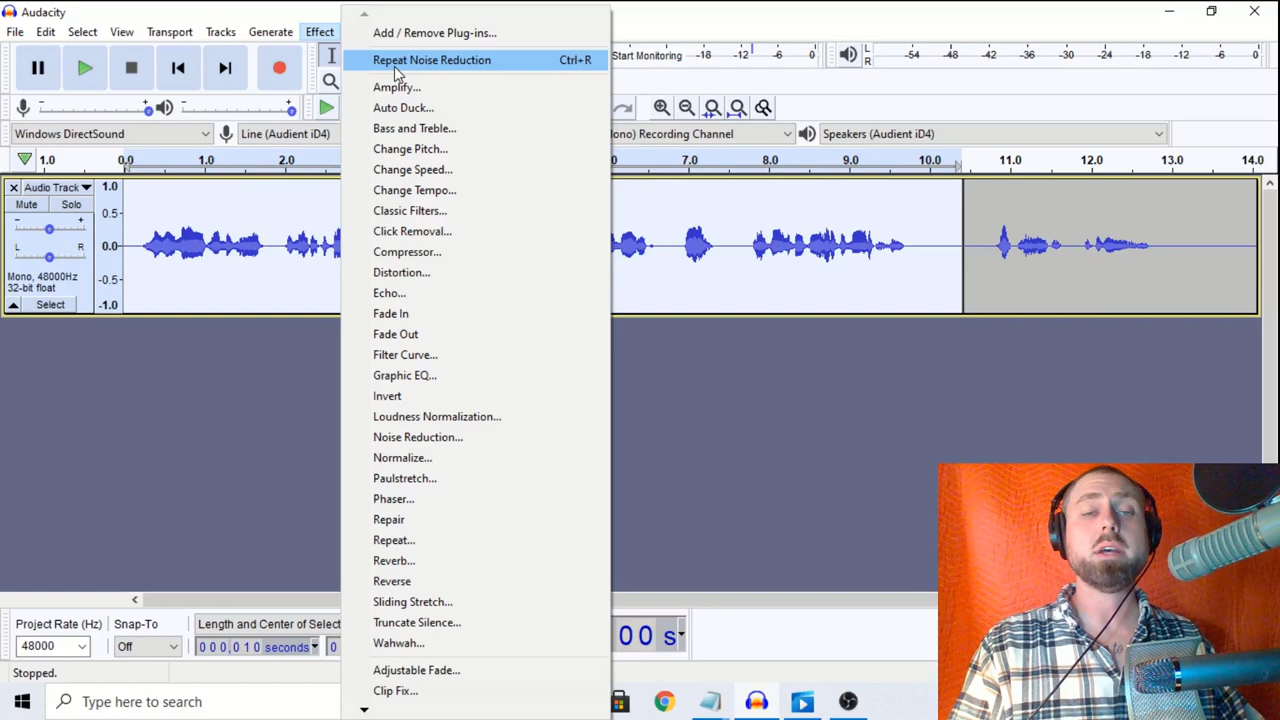 Audacity
File Edit Select View Transport Tracks Generate Effect
Add / Remove Plug-ins...
Repeat Noise Reduction Ctrl+R
Amplify...
Auto Duck...
Bass and Treble...
Change Pitch...
Change Speed...
Change Tempo...
Classic Filters...
Click Removal...
Compressor...
Distortion...
Echo...
Fade In
Fade Out
Filter Curve...
Graphic EQ...
Invert
Loudness Normalization...
Noise Reduction...
Normalize...
Paulstretch...
Phaser...
Repair
Repeat...
Reverb...
Reverse
Sliding Stretch...
Truncate Silence...
Wahwah...
Adjustable Fade...
Clip Fix...
Start Monitoring -18 -12 -6 0
L
R
-54 -48 -42 -36 -30 -24 -18 -12 -6 0
Windows DirectSound
Line (Audient iD4)
Recording Channel
Speakers (Audient iD4)
1.0 0.0 1.0 2.0
7.0 8.0 9.0 10.0 11.0 12.0 13.0 14.0
Audio Track
Mute Solo
- +
L R
Mono, 48000Hz
32-bit float
Select
1.0
0.5
0.0
-0.5
-1.0
Project Rate (Hz) Snap-To
48000 Off
Length and Center of Select
000,010 seconds
00 s
Stopped.
Type here to search